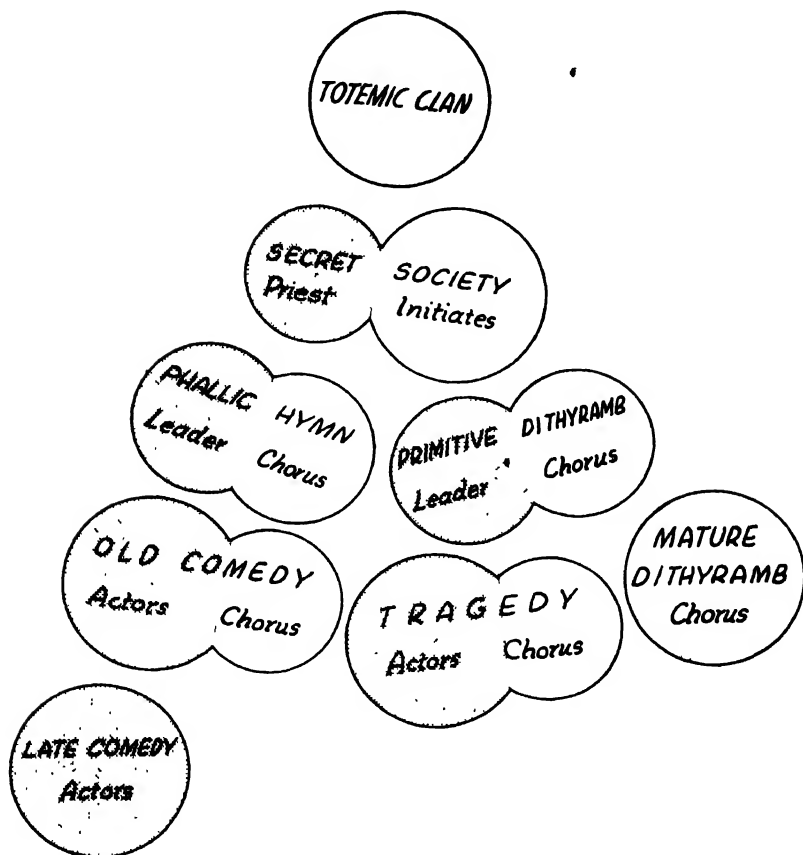 TOTEMIC CLAN
SECRET SOCIETY
Priest Initiates
PHALLIC HYMN
Leader Chorus
PRIMITIVE DITHYRAMB
Leader Chorus
OLD COMEDY
Actors Chorus
TRAGEDY
Actors Chorus
MATURE
DITHYRAMB
Chorus
LATE COMEDY
Actors